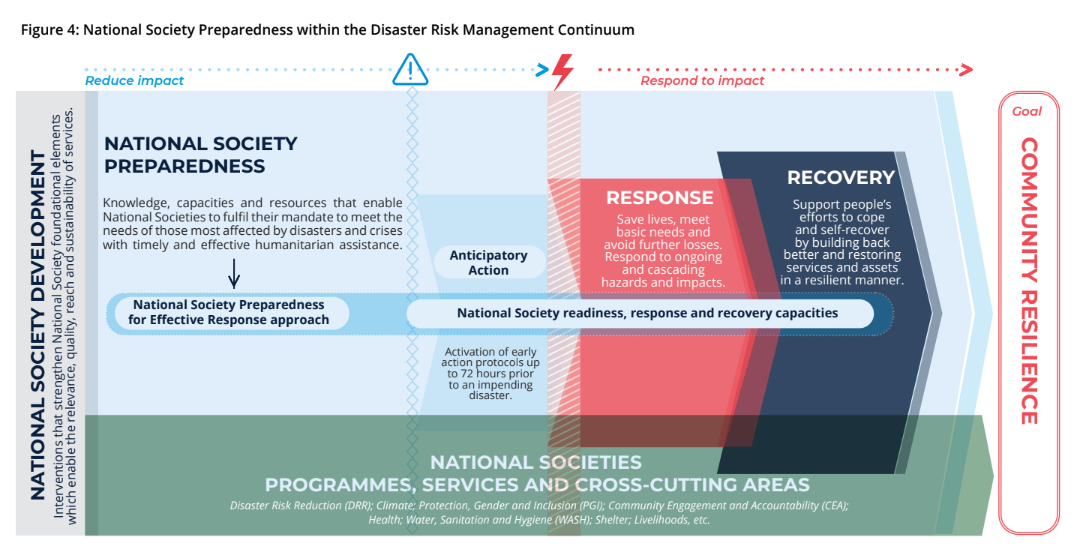 Figure 4: National Society Preparedness within the Disaster Risk Management Continuum
Reduce impact
Respond to impact
NATIONAL SOCIETY DEVELOPMENT
Interventions that strengthen National Society foundational elements
which enable the relevance, quality, reach and sustainability of services.
NATIONAL SOCIETY
PREPAREDNESS
Knowledge, capacities and resources that enable
National Societies to fulfil their mandate to meet the
needs of those most affected by disasters and crises
with timely and effective humanitarian assistance.
National Society Preparedness
for Effective Response approach
Anticipatory
Action
National Society readiness, response and recovery capacities
Activation of early
action protocols up
to 72 hours prior
to an impending
disaster.
RESPONSE
Save lives, meet
basic needs and
avoid further losses.
Respond to ongoing
and cascading
hazards and impacts.
RECOVERY
Support people’s
efforts to cope
and self-recover
by building back
better and restoring
services and assets
in a resilient manner.
NATIONAL SOCIETIES
PROGRAMMES, SERVICES AND CROSS-CUTTING AREAS
Disaster Risk Reduction (DRR); Climate; Protection, Gender and Inclusion (PGI); Community Engagement and Accountability (CEA);
Health; Water, Sanitation and Hygiene (WASH); Shelter; Livelihoods, etc.
Goal
COMMUNITY RESILIENCE